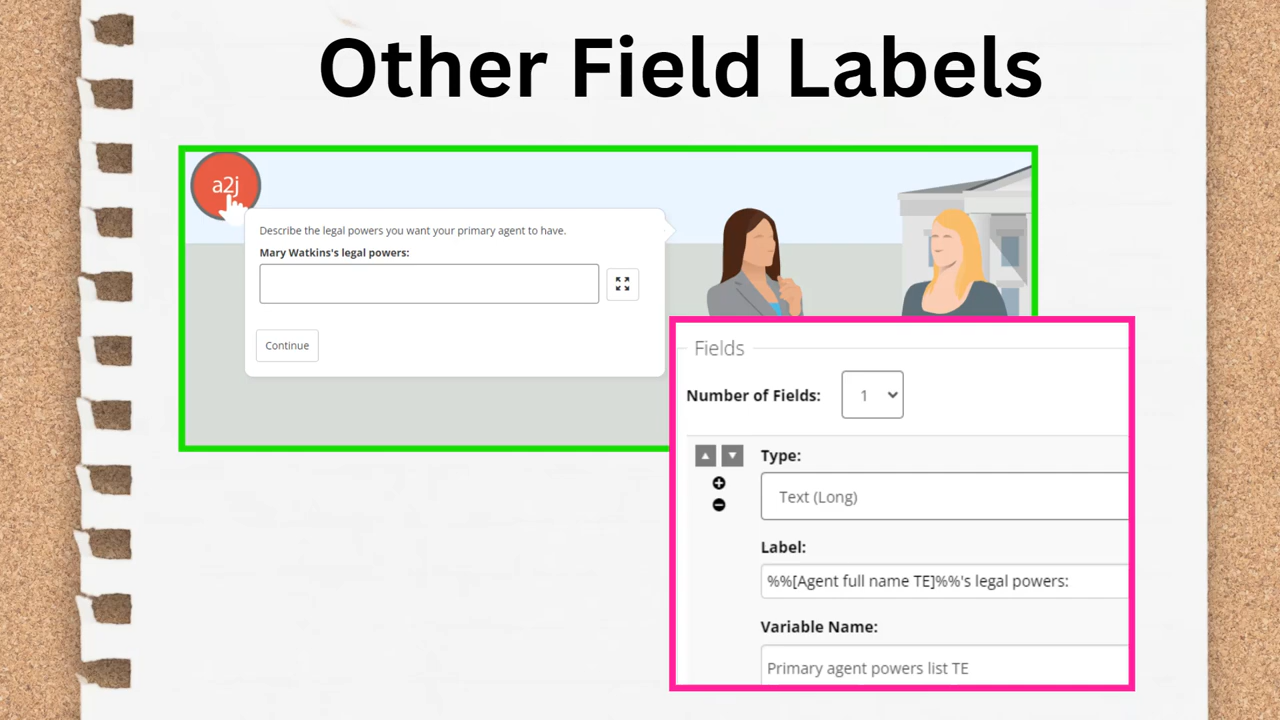 Other Field Labels
a2j
Describe the legal powers you want your primary agent to have.
Mary Watkins's legal powers:
Continue
Fields
Number of Fields: 1
Type:
Text (Long)
Label:
%%[Agent full name TE]%%'s legal powers:
Variable Name:
Primary agent powers list TE